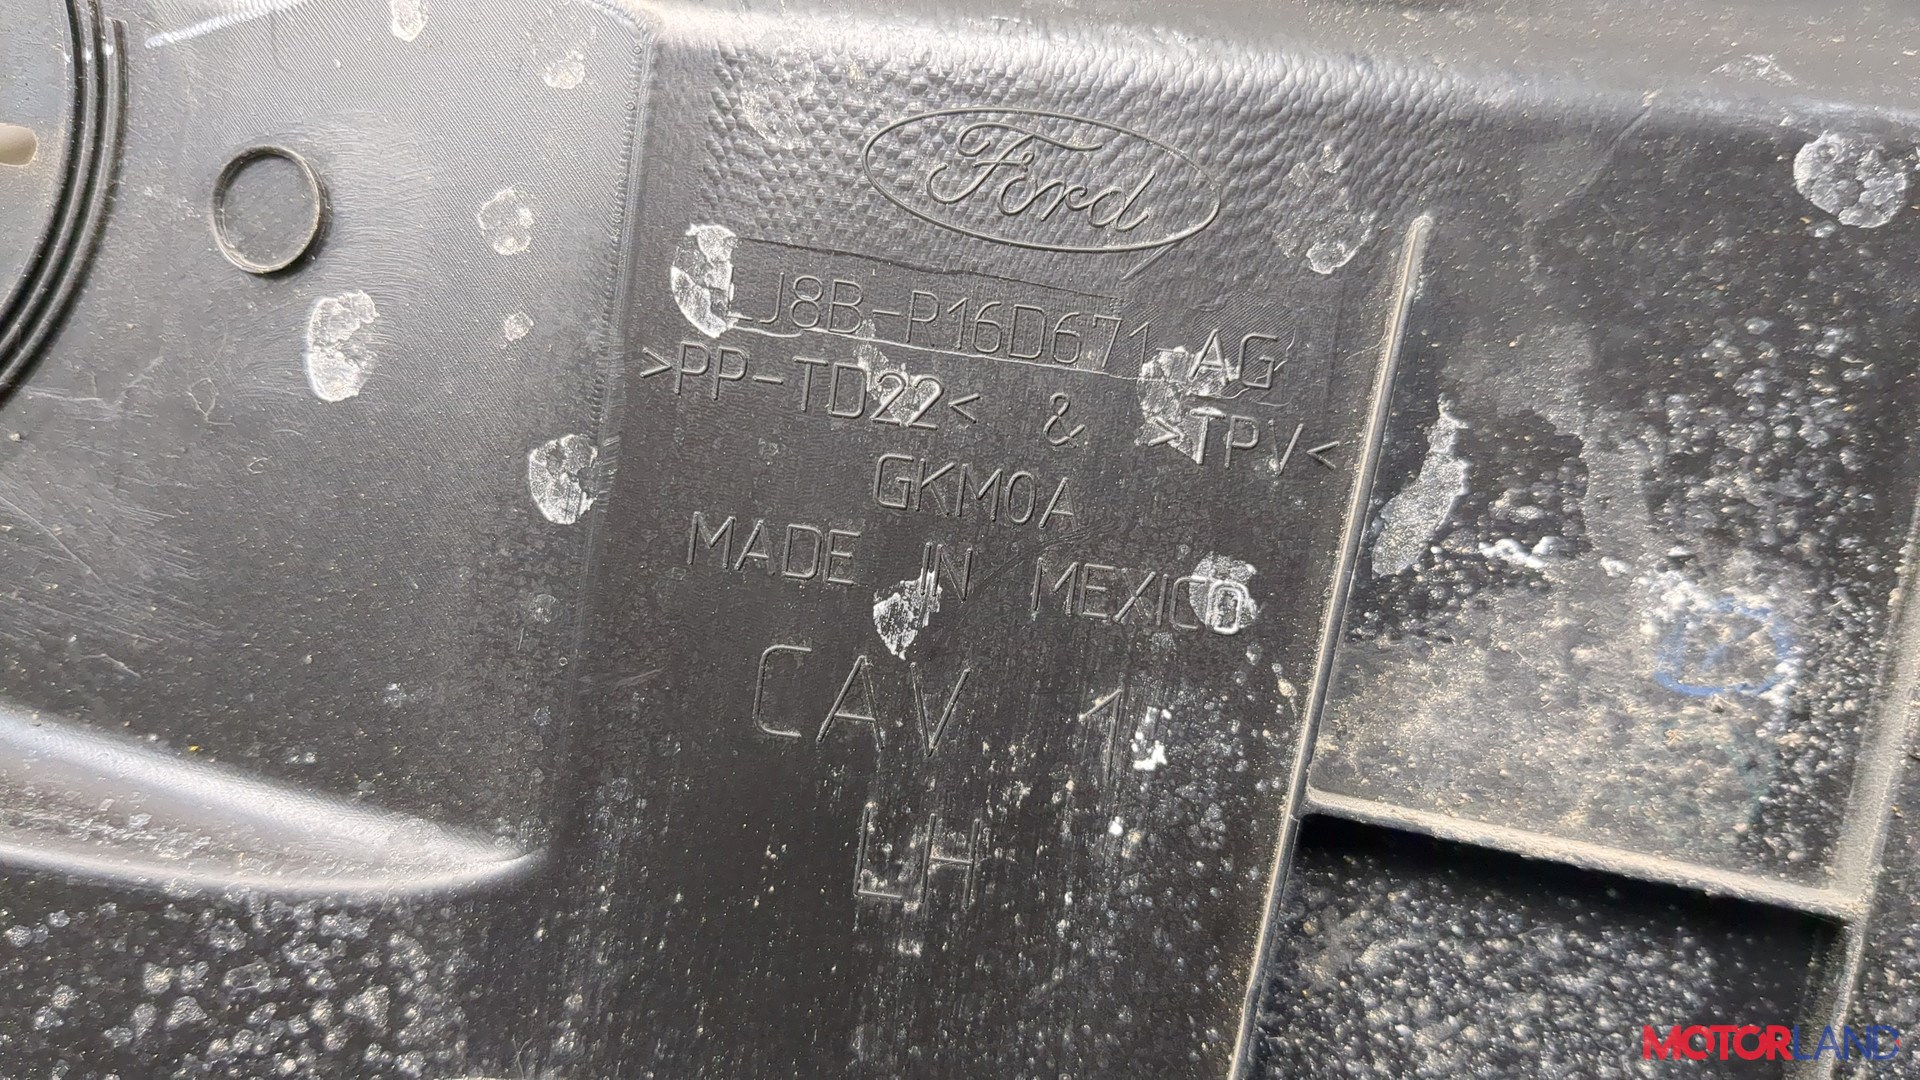 Ford
LJ8B-R16D671 AG
>PP-TD22< & >TPV<
GKM0A
MADE IN MEXICO
CAV 1
LH
MOTORLAND